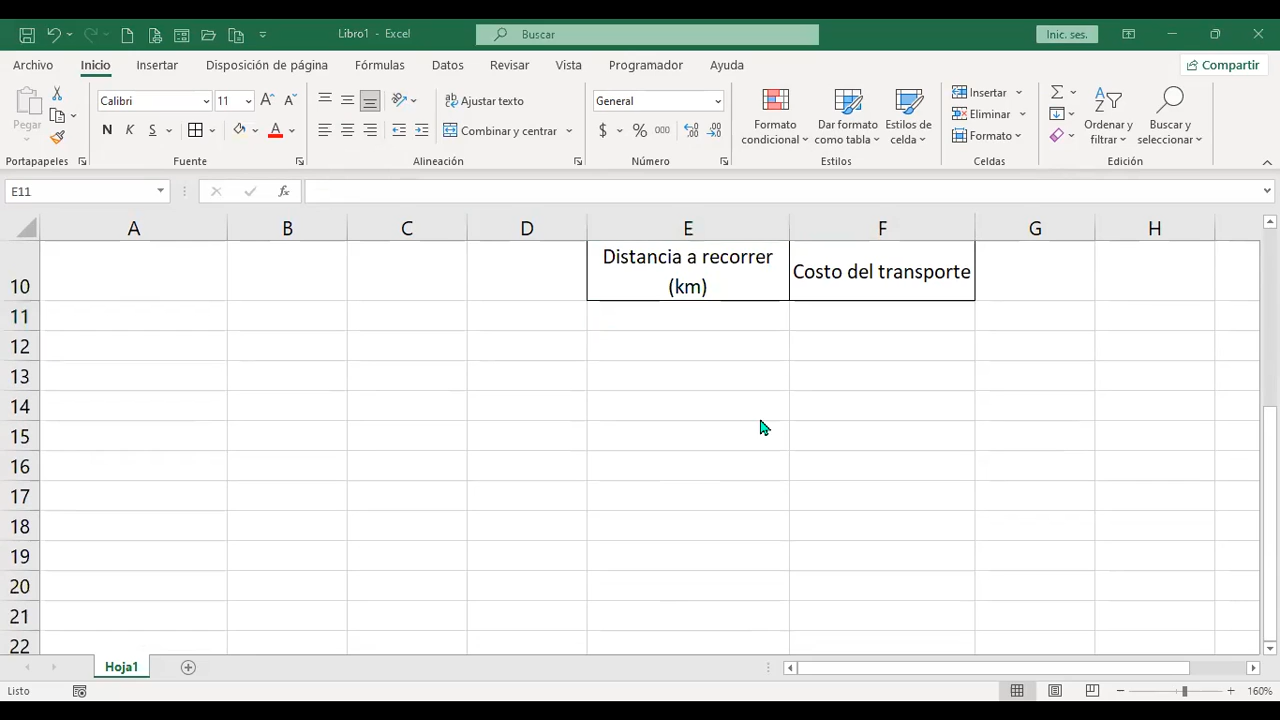 Libro1 - Excel
Buscar
Inic. ses.
Archivo
Inicio
Insertar
Disposición de página
Fórmulas
Datos
Revisar
Vista
Programador
Ayuda
Compartir
Pegar
Portapapeles
Calibri
11
N K S
Fuente
Ajustar texto
Combinar y centrar
Alineación
General
$ % 000
Número
Formato
condicional
Dar formato
como tabla
Estilos de
celda
Estilos
Insertar
Eliminar
Formato
Celdas
Ordenar y
filtrar
Buscar y
seleccionar
Edición
E11
fx
A B C D E F G H
10
Distancia a recorrer
(km)
Costo del transporte
11
12
13
14
15
16
17
18
19
20
21
22
Hoja1
Listo
160%